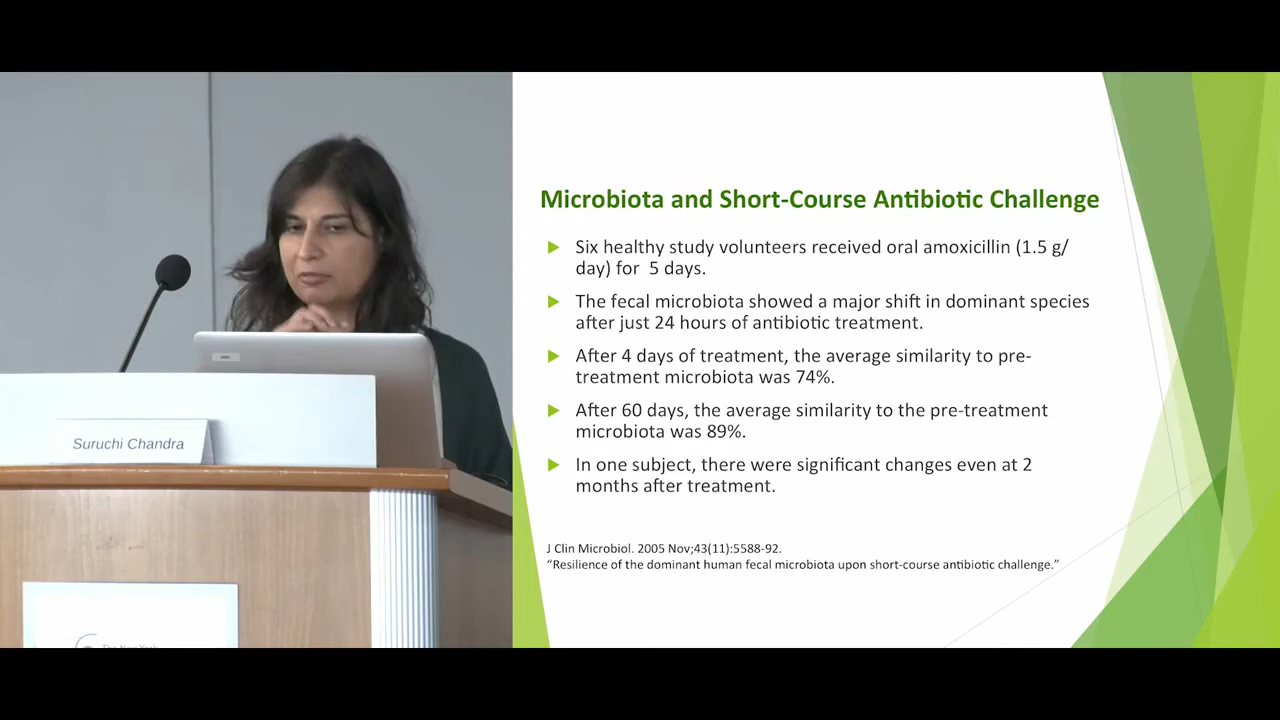 Microbiota and Short-Course Antibiotic Challenge
Six healthy study volunteers received oral amoxicillin (1.5 g/
day) for 5 days.
The fecal microbiota showed a major shift in dominant species
after just 24 hours of antibiotic treatment.
After 4 days of treatment, the average similarity to pre-
treatment microbiota was 74%.
After 60 days, the average similarity to the pre-treatment
microbiota was 89%.
In one subject, there were significant changes even at 2
months after treatment.
J Clin Microbiol. 2005 Nov;43(11):5588-92.
“Resilience of the dominant human fecal microbiota upon short-course antibiotic challenge.”
Suruchi Chandra
The New York